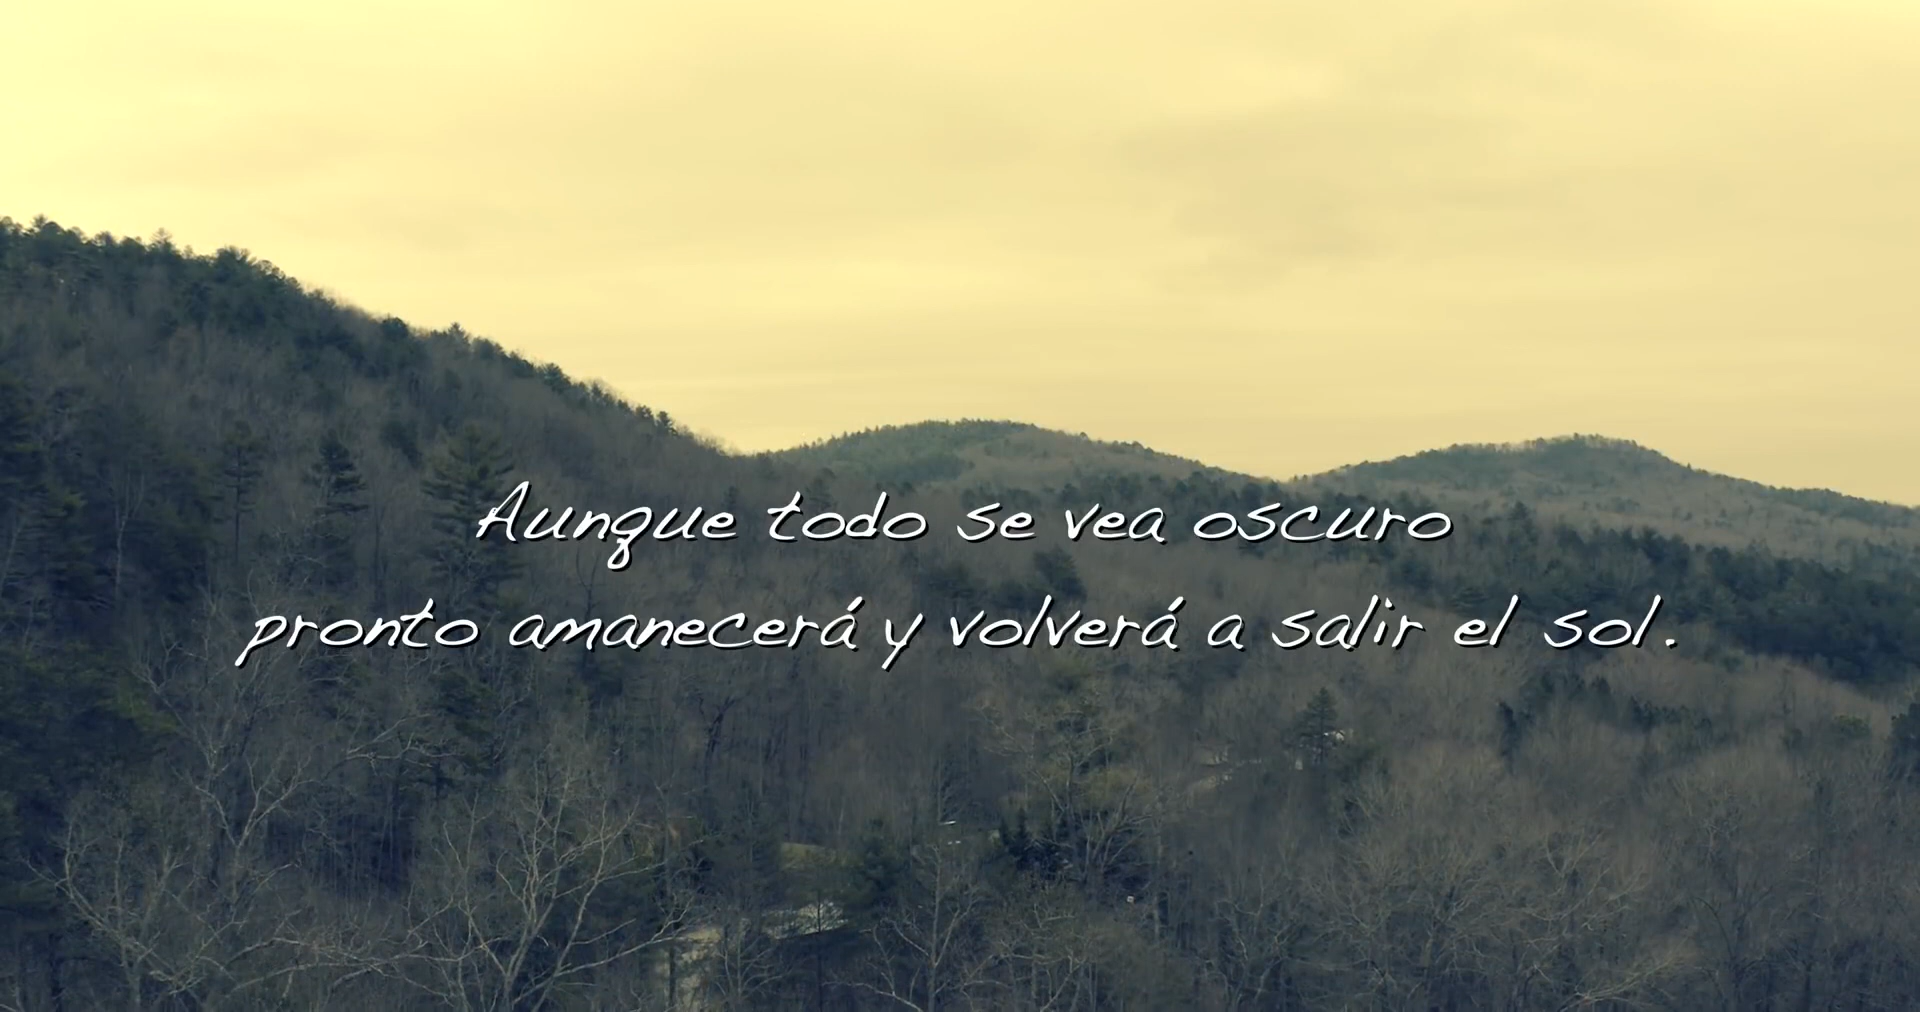 Aunque todo se vea oscuro
pronto amanecerá y volverá a salir el sol.